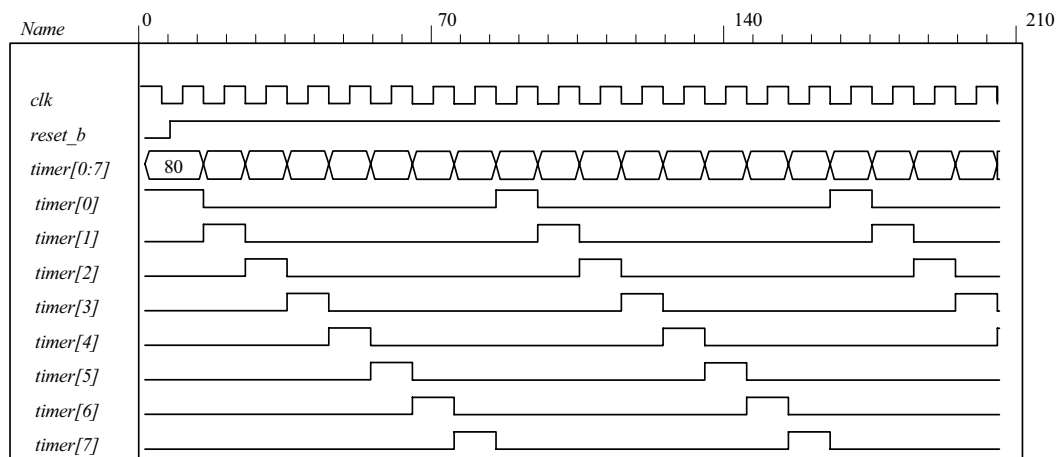 Name 0 70 140 210
clk
reset_b
timer[0:7] 80
timer[0]
timer[1]
timer[2]
timer[3]
timer[4]
timer[5]
timer[6]
timer[7]